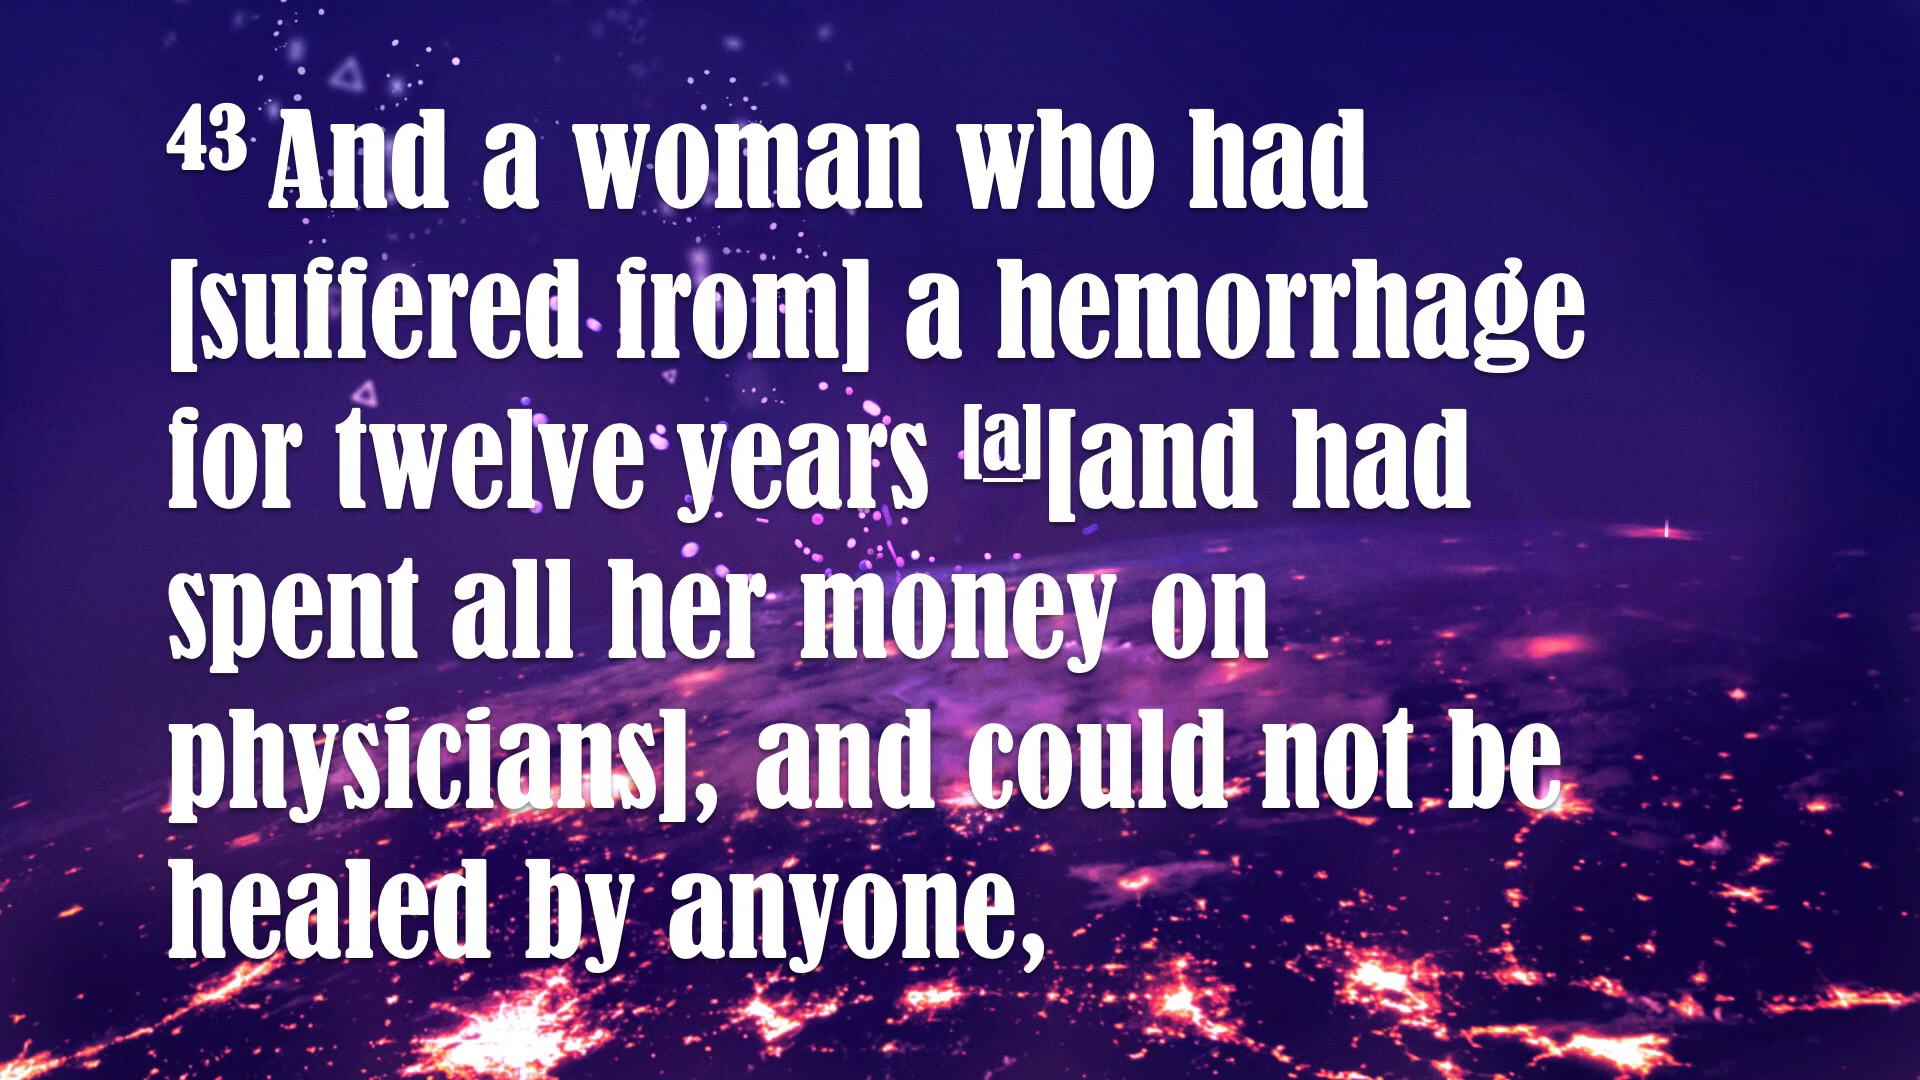 43 And a woman who had
[suffered from] a hemorrhage
for twelve years [a][and had
spent all her money on
physicians], and could not be
healed by anyone,